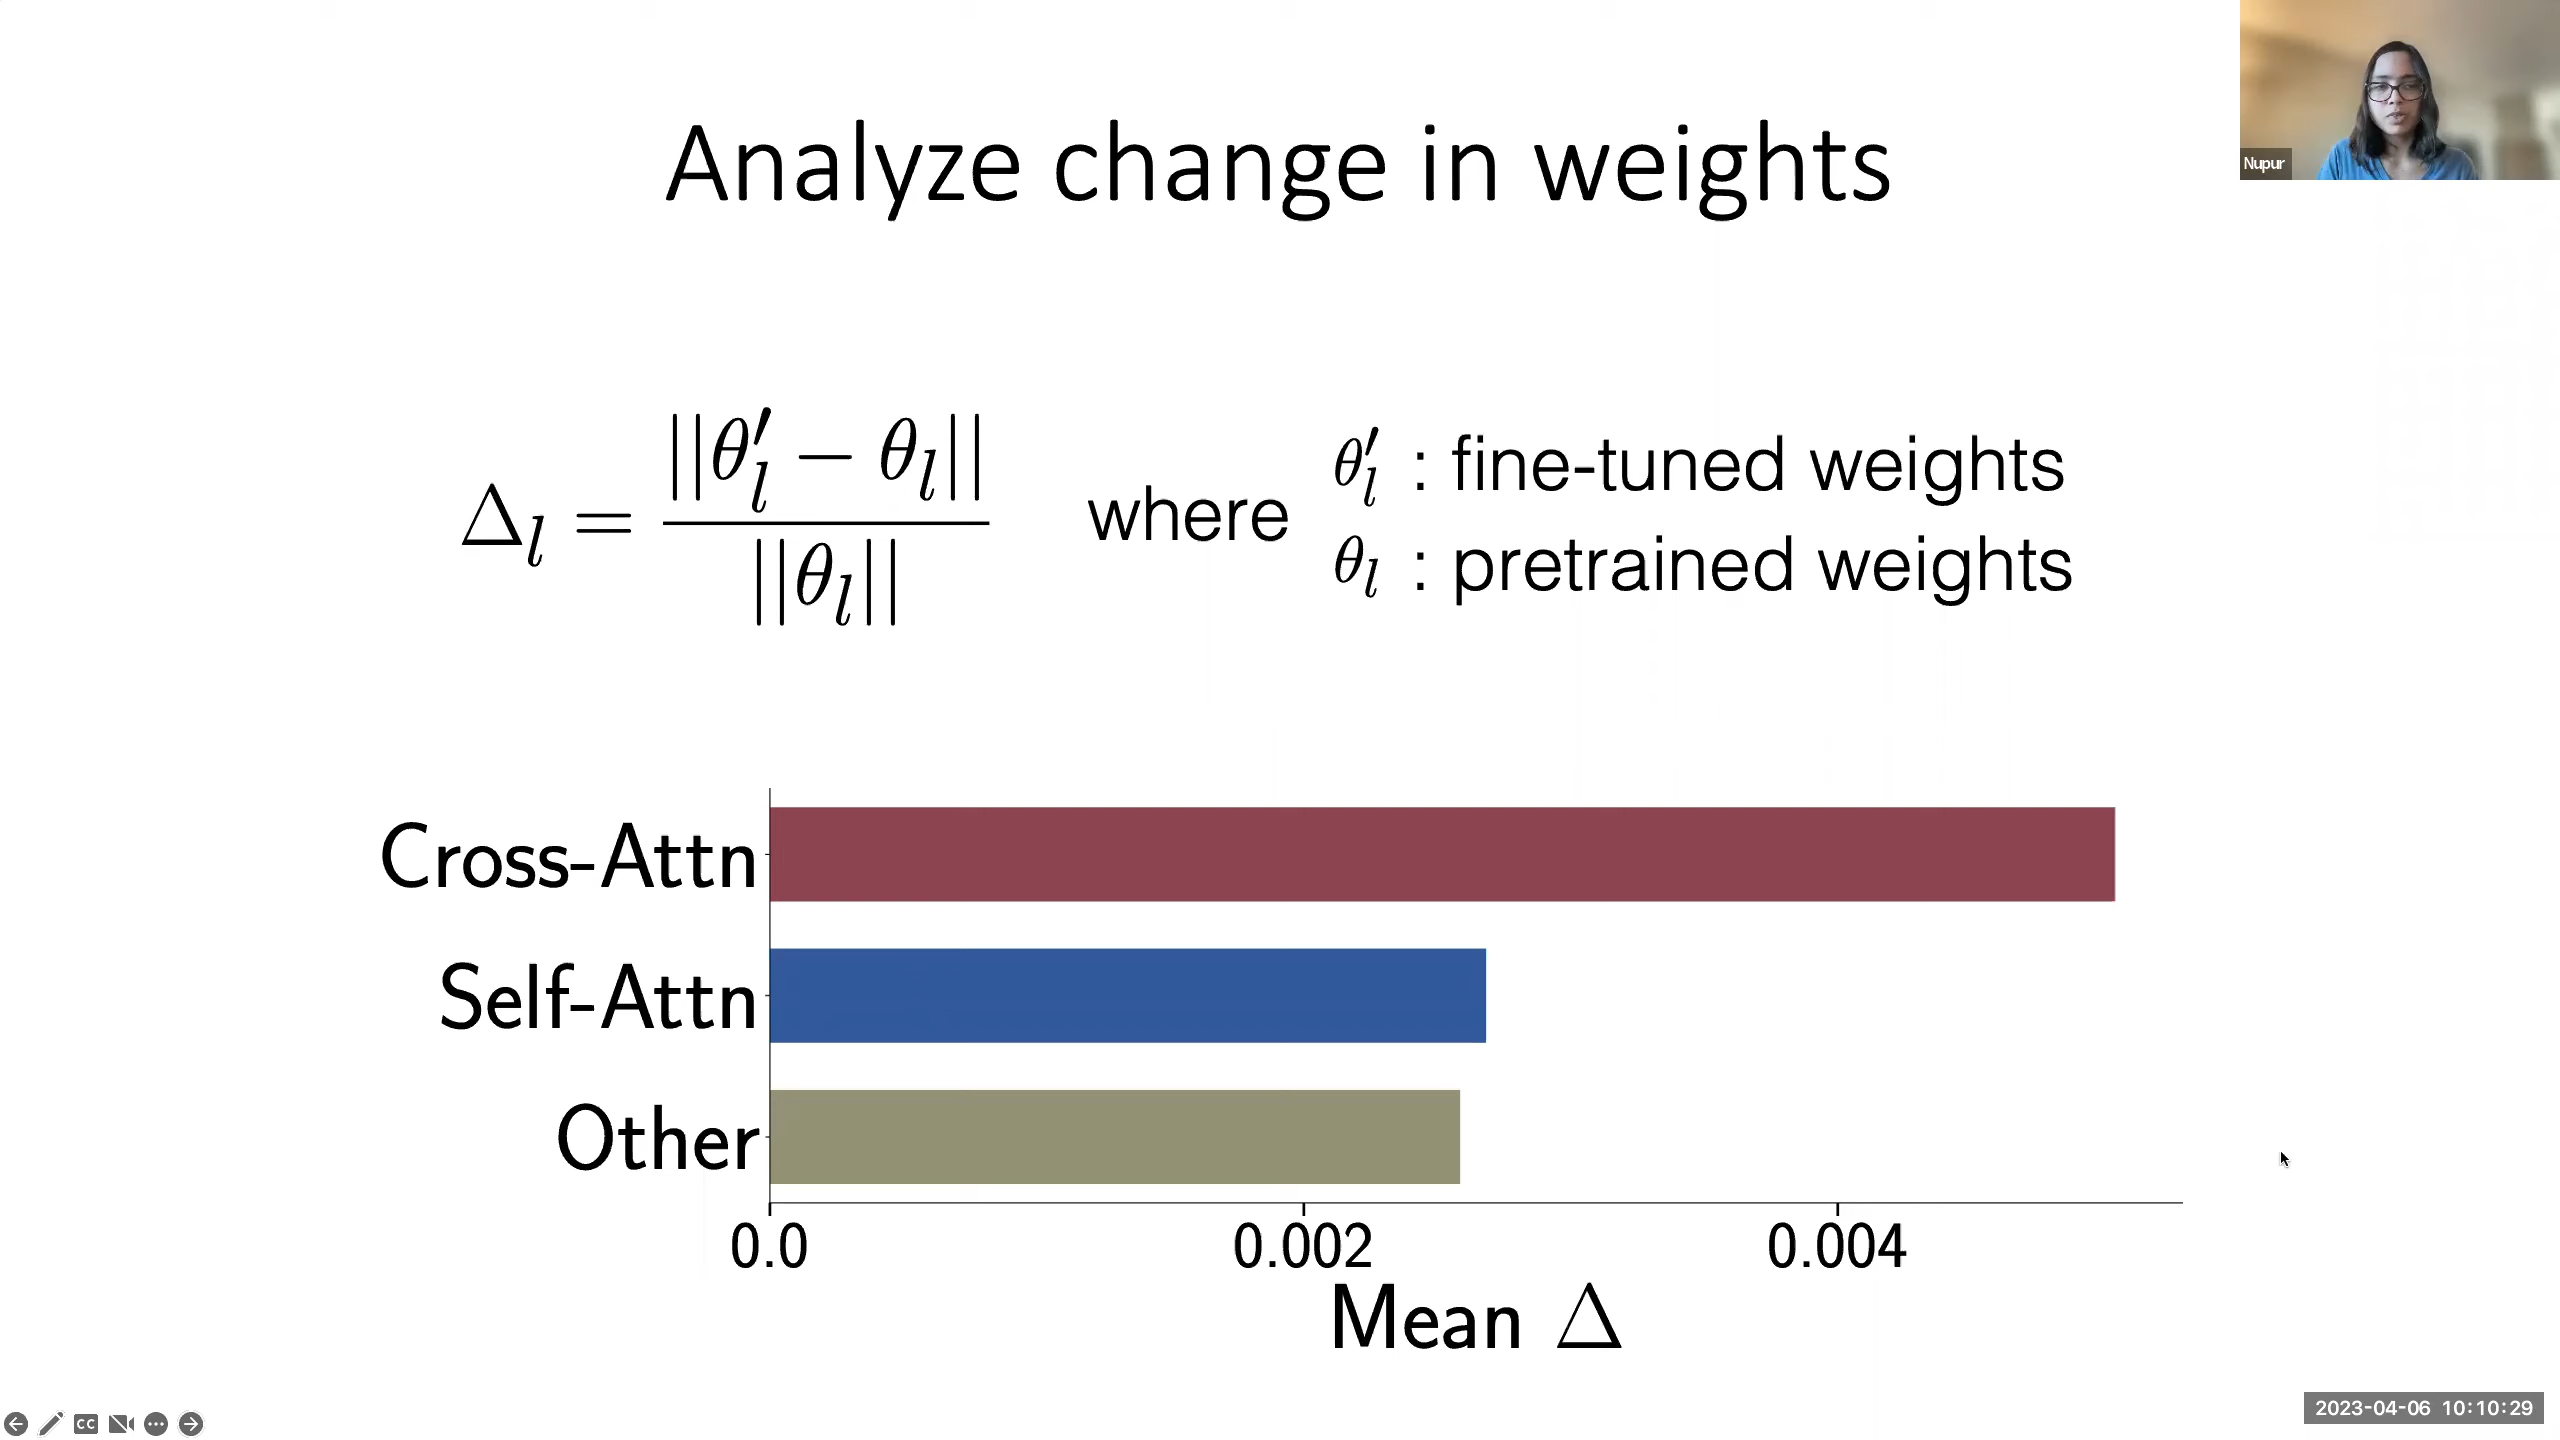 Nupur
Analyze change in weights
Δ_l = ||θ′_l − θ_l|| / ||θ_l|| where
θ′_l : fine-tuned weights
θ_l : pretrained weights
Cross-Attn
Self-Attn
Other
0.0 0.002 0.004
Mean Δ
CC
2023-04-06 10:10:29